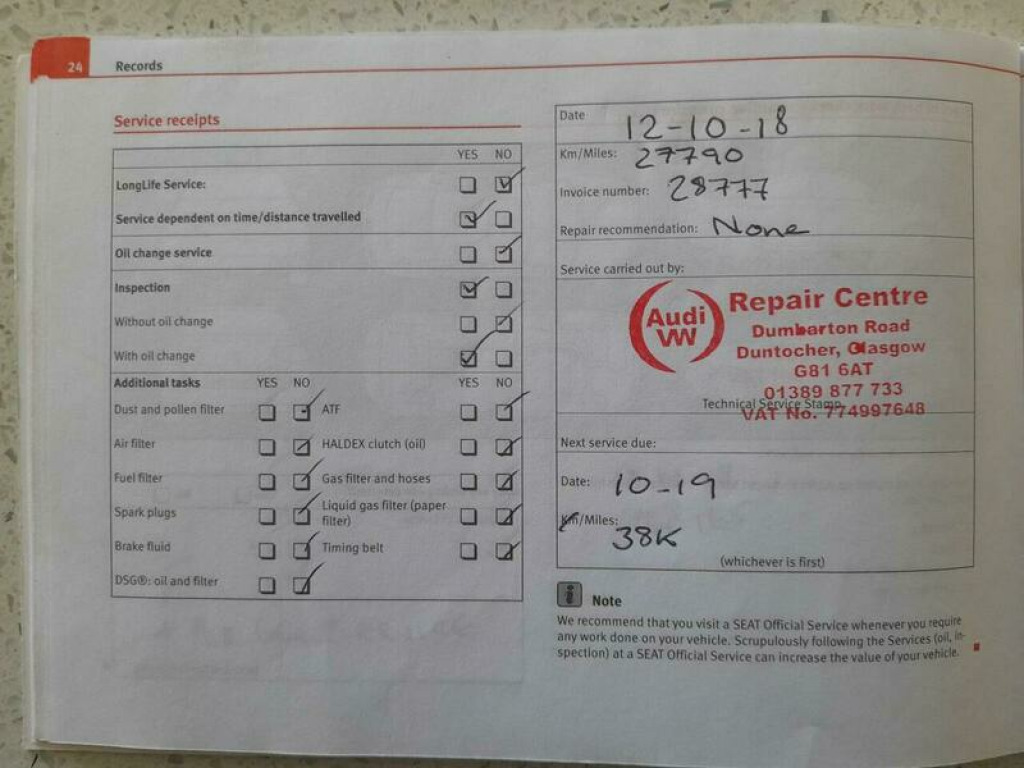 24 Records
Service receipts
YES NO
LongLife Service:
Service dependent on time/distance travelled
Oil change service
Inspection
Without oil change
With oil change
Additional tasks YES NO YES NO
Dust and pollen filter ATF
Air filter HALDEX clutch (oil)
Fuel filter Gas filter and hoses
Spark plugs Liquid gas filter (paper
filter)
Brake fluid Timing belt
DSG®: oil and filter
Date 12-10-18
Km/Miles: 27790
Invoice number: 28777
Repair recommendation: None
Service carried out by:
Audi
VW
Repair Centre
Dumbarton Road
Duntocher, Glasgow
G81 6AT
01389 877 733
Technical Service Stamp
VAT No. 774997648
Next service due:
Date: 10-19
Km/Miles:
38K
(whichever is first)
i Note
We recommend that you visit a SEAT Official Service whenever you require
any work done on your vehicle. Scrupulously following the Services (oil, in-
spection) at a SEAT Official Service can increase the value of your vehicle.